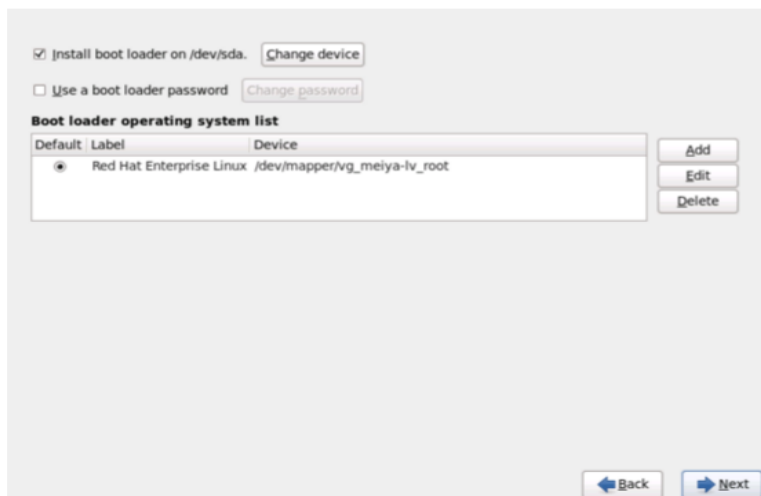 Install boot loader on /dev/sda. Change device
Use a boot loader password Change password
Boot loader operating system list
Default Label Device
Red Hat Enterprise Linux /dev/mapper/vg_meiya-lv_root
Add
Edit
Delete
Back Next